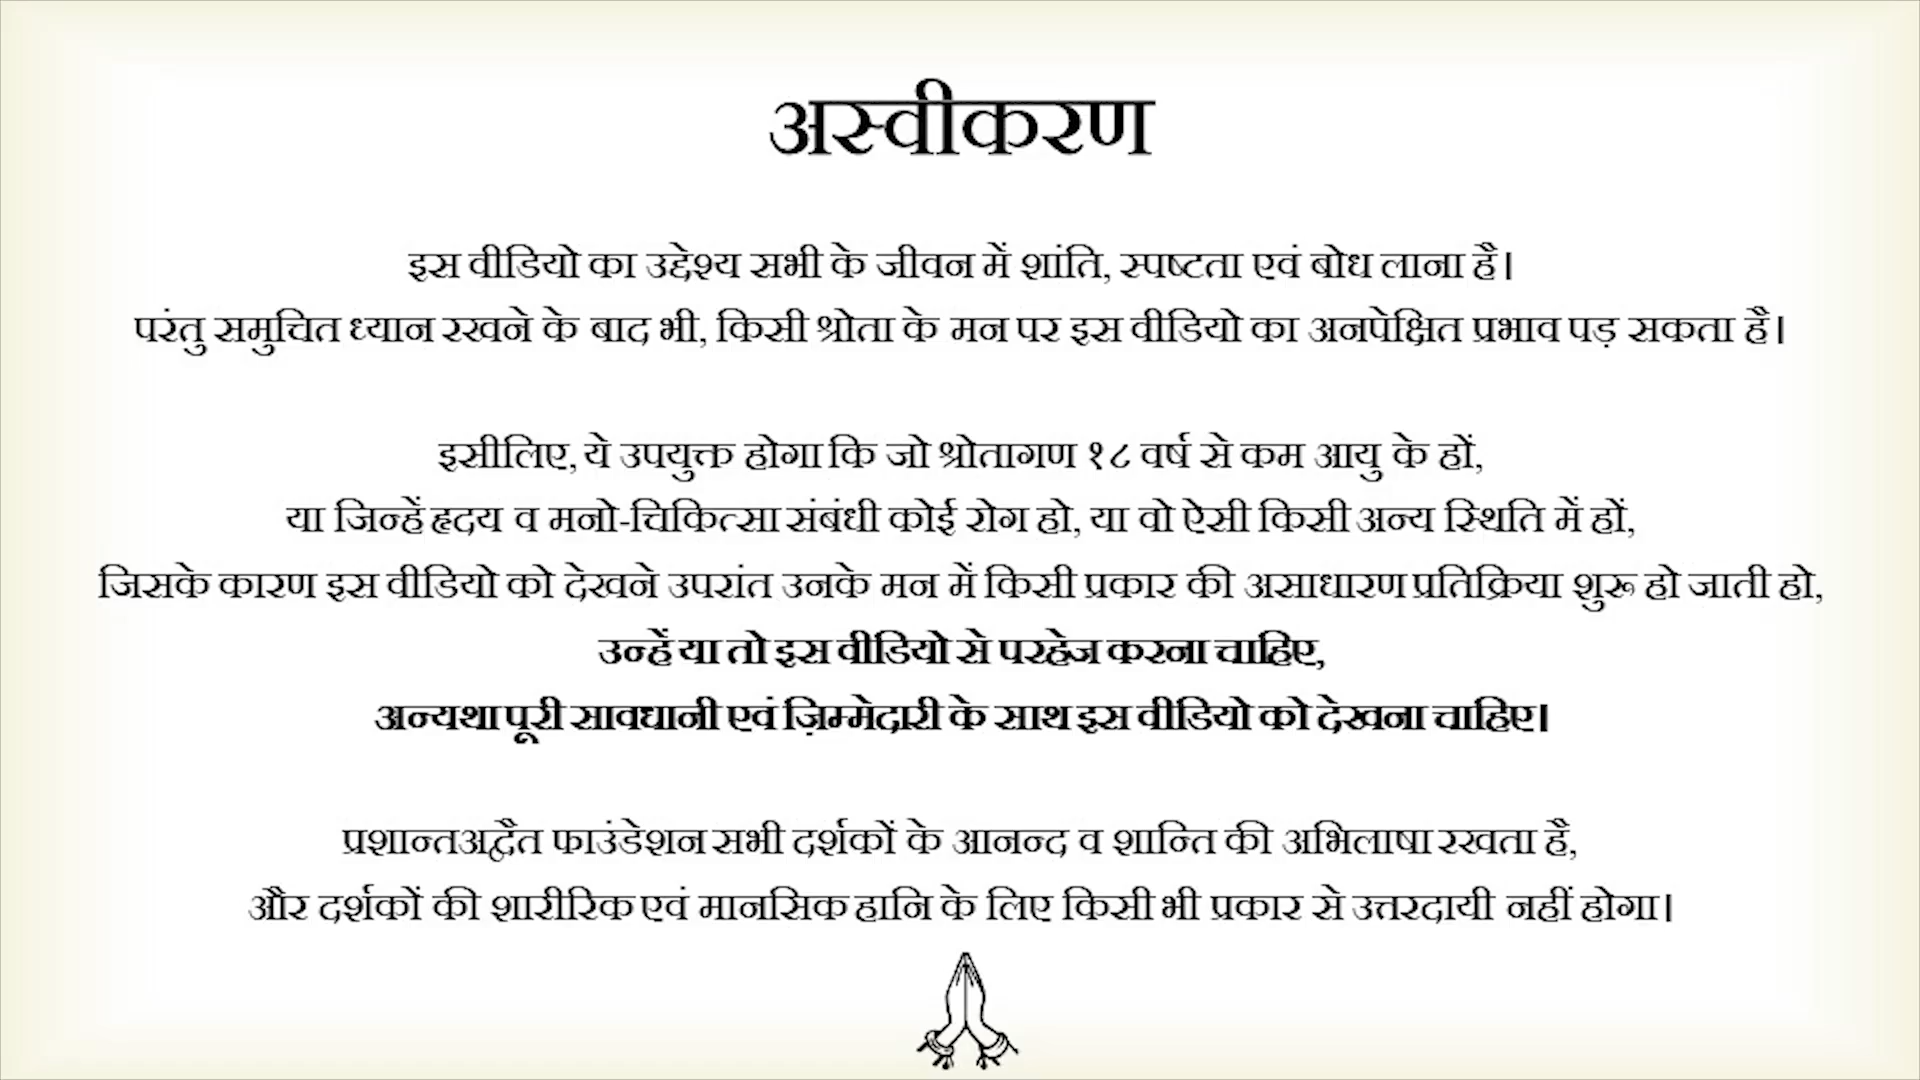 अस्वीकरण
इस वीडियो का उद्देश्य सभी के जीवन में शांति, स्पष्टता एवं बोध लाना है।
परंतु समुचित ध्यान रखने के बाद भी, किसी श्रोता के मन पर इस वीडियो का अनपेक्षित प्रभाव पड़ सकता है।
इसीलिए, ये उपयुक्त होगा कि जो श्रोतागण १८ वर्ष से कम आयु के हों,
या जिन्हें हृदय व मनो-चिकित्सा संबंधी कोई रोग हो, या वो ऐसी किसी अन्य स्थिति में हों,
जिसके कारण इस वीडियो को देखने उपरांत उनके मन में किसी प्रकार की असाधारण प्रतिक्रिया शुरू हो जाती हो,
उन्हें या तो इस वीडियो से परहेज करना चाहिए,
अन्यथा पूरी सावधानी एवं ज़िम्मेदारी के साथ इस वीडियो को देखना चाहिए।
प्रशान्तअद्वैत फाउंडेशन सभी दर्शकों के आनन्द व शान्ति की अभिलाषा रखता है,
और दर्शकों की शारीरिक एवं मानसिक हानि के लिए किसी भी प्रकार से उत्तरदायी नहीं होगा।